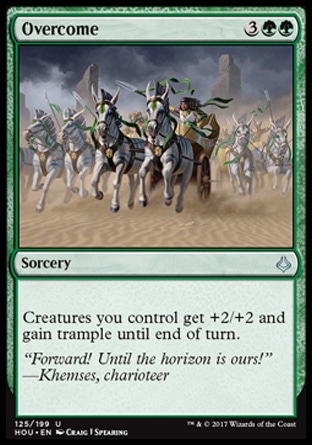 Overcome 3
Sorcery
Creatures you control get +2/+2 and
gain trample until end of turn.
“Forward! Until the horizon is ours!”
—Khemses, charioteer
125/199 U
HOU • EN Craig J Spearing
™ & © 2017 Wizards of the Coast